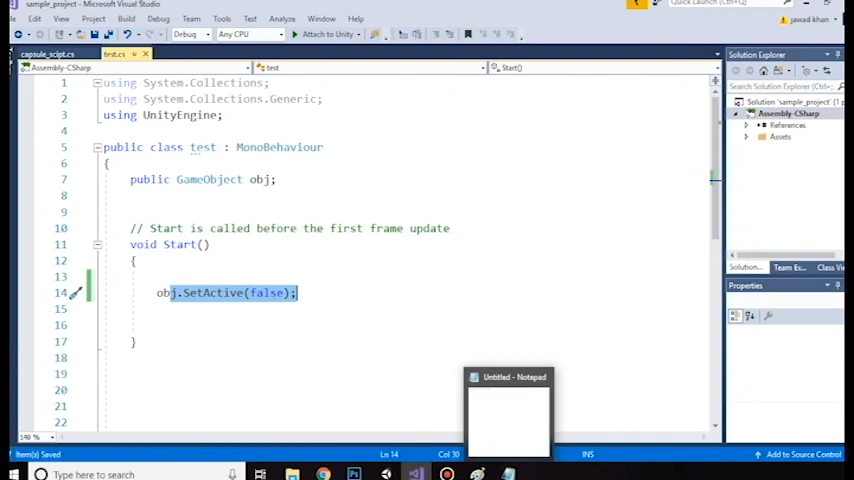 sample_project - Microsoft Visual Studio
Quick Launch (Ctrl+Q)
File Edit View Project Build Debug Team Tools Test Analyze Window Help
jawad khan
Debug Any CPU Attach to Unity
capsule_scipt.cs test.cs
Assembly-CSharp test Start()
1 using System.Collections;
2 using System.Collections.Generic;
3 using UnityEngine;
4
5 public class test : MonoBehaviour
6 {
7 public GameObject obj;
8
9
10 // Start is called before the first frame update
11 void Start()
12 {
13
14 obj.SetActive(false);
15
16
17 }
18
19
20
21
22
148 %
Solution Explorer
Search Solution Explorer (Ctrl+
Solution 'sample_project' (1
Assembly-CSharp
References
Assets
Solution... Team Ex... Class Vi
Properties
Untitled - Notepad
Item(s) Saved Ln 14 Col 30 INS Add to Source Control
Type here to search